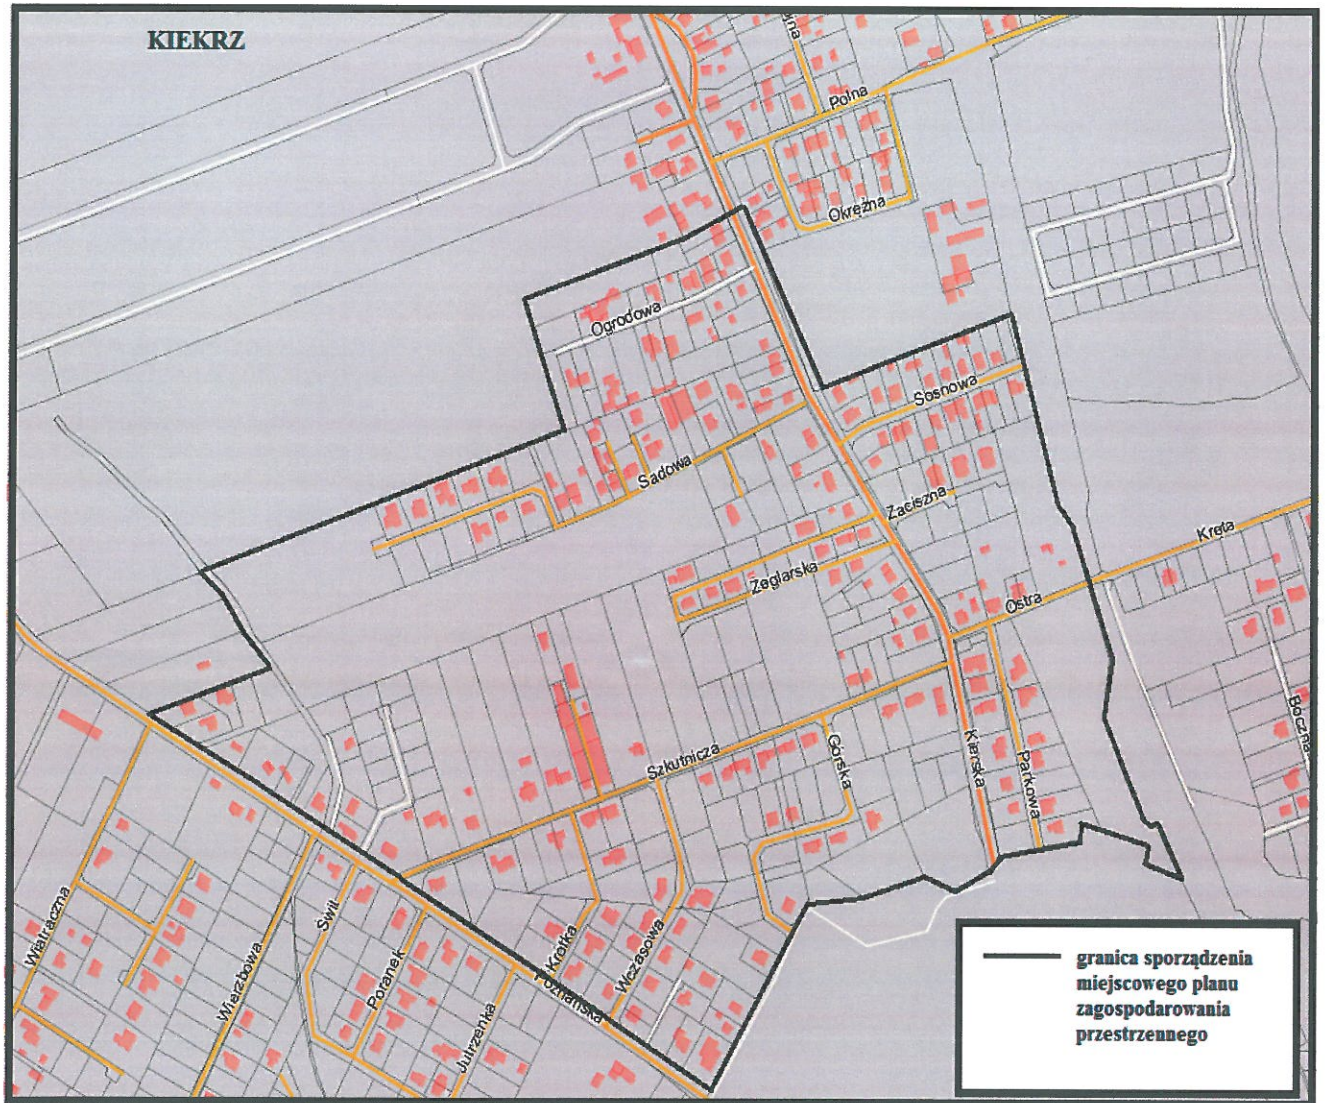 KIEKRZ
Polna
Okrężna
Ogrodowa
Sosnowa
Sadowa
Zaciszna
Żeglarska
Kręta
Ostra
Boczna
Szkutnicza
Górska
Kierska
Parkowa
Wiatraczna
Świt
Wierzbowa
Poranek
Krótka
Wczasowa
Poznańska
Jutrzenka
granica sporządzenia
miejscowego planu
zagospodarowania
przestrzennego